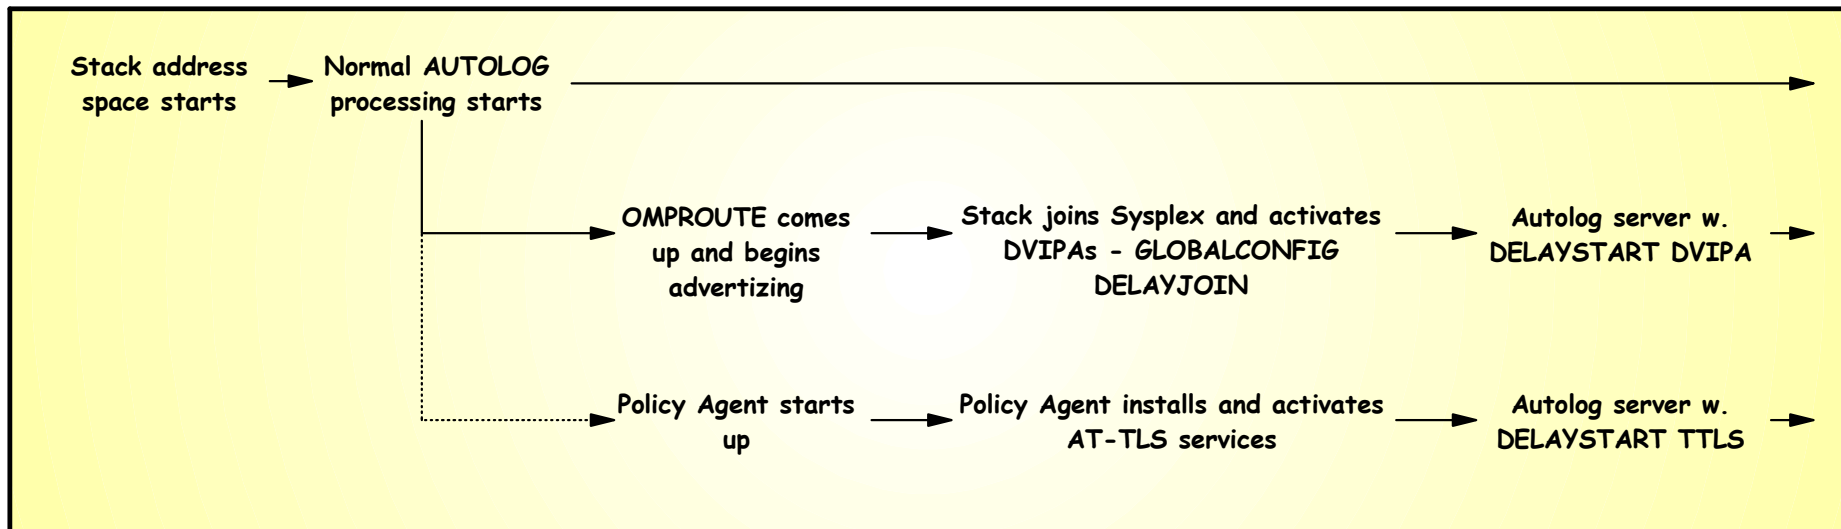 Stack address
space starts
Normal AUTOLOG
processing starts
OMPROUTE comes
up and begins
advertizing
Stack joins Sysplex and activates
DVIPAs - GLOBALCONFIG
DELAYJOIN
Autolog server w.
DELAYSTART DVIPA
Policy Agent starts
up
Policy Agent installs and activates
AT-TLS services
Autolog server w.
DELAYSTART TTLS